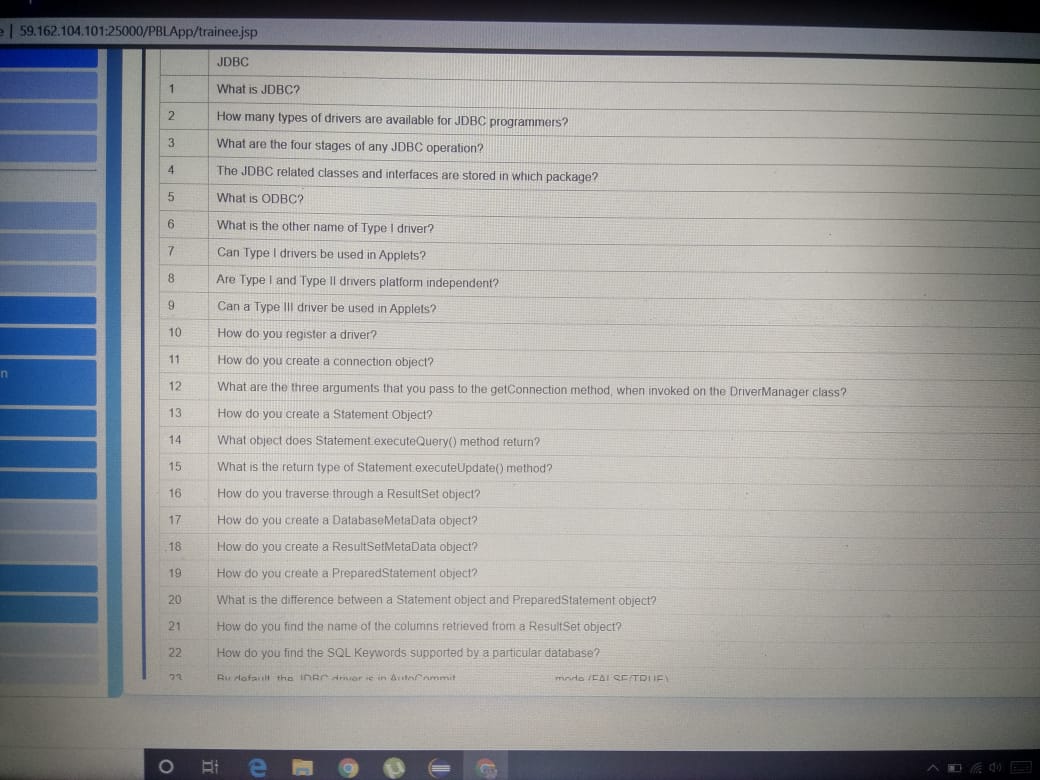 59.162.104.101:25000/PBLApp/trainee.jsp
JDBC
1 What is JDBC?
2 How many types of drivers are available for JDBC programmers?
3 What are the four stages of any JDBC operation?
4 The JDBC related classes and interfaces are stored in which package?
5 What is ODBC?
6 What is the other name of Type I driver?
7 Can Type I drivers be used in Applets?
8 Are Type I and Type II drivers platform independent?
9 Can a Type III driver be used in Applets?
10 How do you register a driver?
11 How do you create a connection object?
n
12 What are the three arguments that you pass to the getConnection method, when invoked on the DriverManager class?
13 How do you create a Statement Object?
14 What object does Statement.executeQuery() method return?
15 What is the return type of Statement.executeUpdate() method?
16 How do you traverse through a ResultSet object?
17 How do you create a DatabaseMetaData object?
18 How do you create a ResultSetMetaData object?
19 How do you create a PreparedStatement object?
20 What is the difference between a Statement object and PreparedStatement object?
21 How do you find the name of the columns retrieved from a ResultSet object?
22 How do you find the SQL Keywords supported by a particular database?
23 By default, the JDBC driver is in AutoCommit mode (FALSE/TRUE)